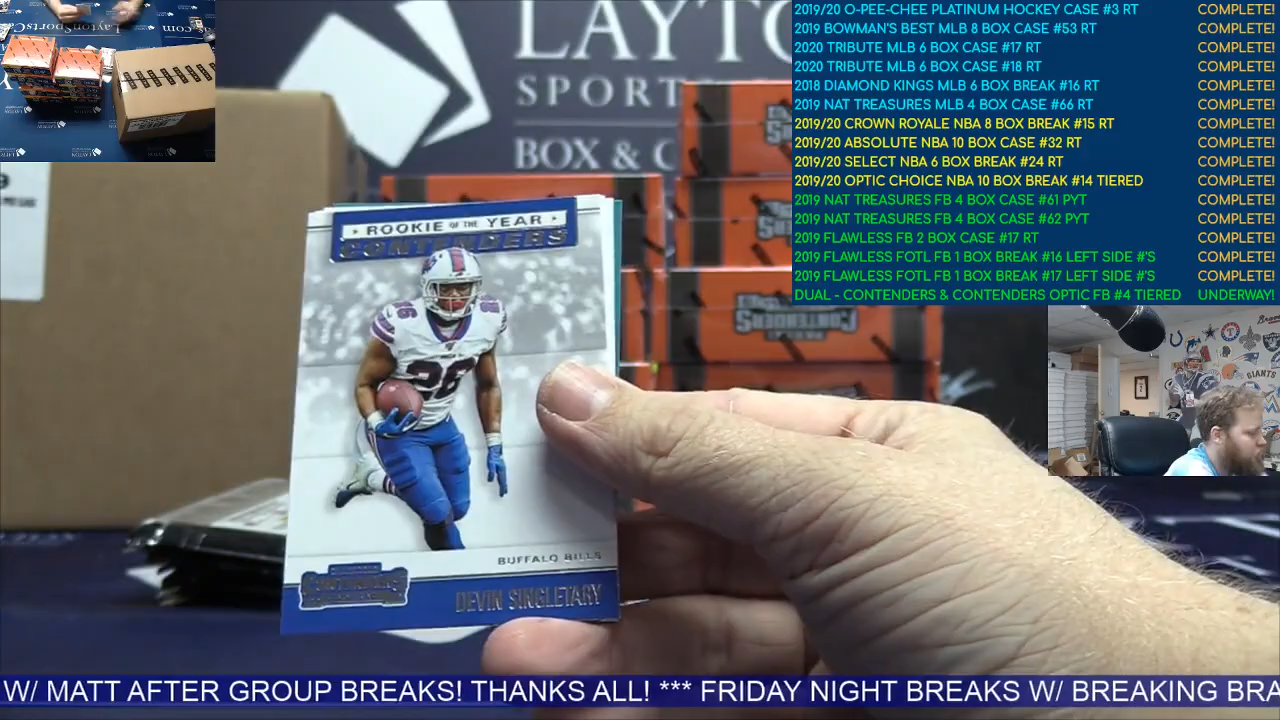 2019/20 O-PEE-CHEE PLATINUM HOCKEY CASE #3 RT COMPLETE!
2019 BOWMAN'S BEST MLB 8 BOX CASE #53 RT COMPLETE!
2020 TRIBUTE MLB 6 BOX CASE #17 RT COMPLETE!
2020 TRIBUTE MLB 6 BOX CASE #18 RT COMPLETE!
2018 DIAMOND KINGS MLB 6 BOX BREAK #16 RT COMPLETE!
2019 NAT TREASURES MLB 4 BOX CASE #66 RT COMPLETE!
2019/20 CROWN ROYALE NBA 8 BOX BREAK #15 RT COMPLETE!
2019/20 ABSOLUTE NBA 10 BOX CASE #32 RT COMPLETE!
2019/20 SELECT NBA 6 BOX BREAK #24 RT COMPLETE!
2019/20 OPTIC CHOICE NBA 10 BOX BREAK #14 TIERED COMPLETE!
2019 NAT TREASURES FB 4 BOX CASE #61 PYT COMPLETE!
2019 NAT TREASURES FB 4 BOX CASE #62 PYT COMPLETE!
2019 FLAWLESS FB 2 BOX CASE #17 RT COMPLETE!
2019 FLAWLESS FOTL FB 1 BOX BREAK #16 LEFT SIDE #'S COMPLETE!
2019 FLAWLESS FOTL FB 1 BOX BREAK #17 LEFT SIDE #'S COMPLETE!
DUAL - CONTENDERS & CONTENDERS OPTIC FB #4 TIERED UNDERWAY!
LAYTO
SPORT
BOX & C
ROOKIE OF THE YEAR
CONTENDERS
26
BUFFALO BILLS
CONTENDERS
DEVIN SINGLETARY
CONTENDERS
GIANTS
W/ MATT AFTER GROUP BREAKS! THANKS ALL! *** FRIDAY NIGHT BREAKS W/ BREAKING BRA